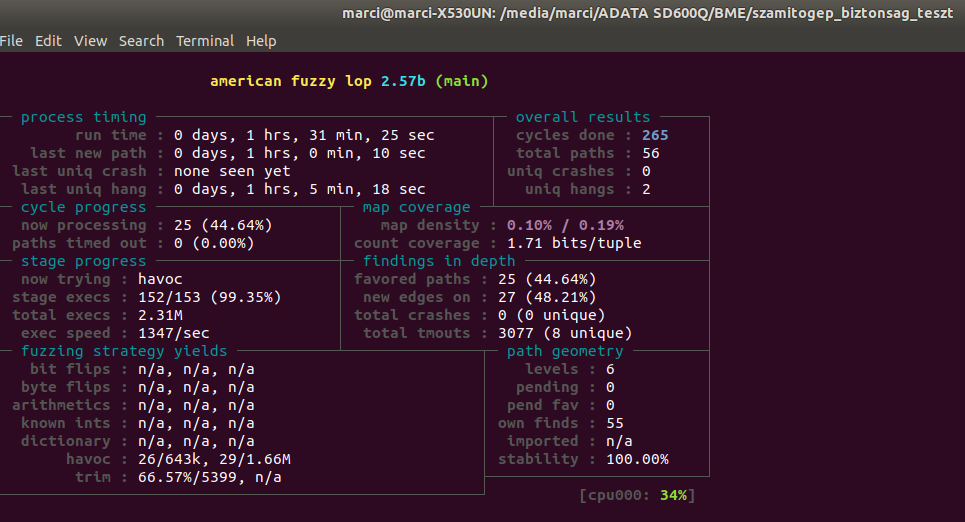 marci@marci-X530UN: /media/marci/ADATA SD600Q/BME/szamitogep_biztonsag_teszt
File Edit View Search Terminal Help
american fuzzy lop 2.57b (main)
process timing overall results
run time : 0 days, 1 hrs, 31 min, 25 sec cycles done : 265
last new path : 0 days, 1 hrs, 0 min, 10 sec total paths : 56
last uniq crash : none seen yet uniq crashes : 0
last uniq hang : 0 days, 1 hrs, 5 min, 18 sec uniq hangs : 2
cycle progress map coverage
now processing : 25 (44.64%) map density : 0.10% / 0.19%
paths timed out : 0 (0.00%) count coverage : 1.71 bits/tuple
stage progress findings in depth
now trying : havoc favored paths : 25 (44.64%)
stage execs : 152/153 (99.35%) new edges on : 27 (48.21%)
total execs : 2.31M total crashes : 0 (0 unique)
exec speed : 1347/sec total tmouts : 3077 (8 unique)
fuzzing strategy yields path geometry
bit flips : n/a, n/a, n/a levels : 6
byte flips : n/a, n/a, n/a pending : 0
arithmetics : n/a, n/a, n/a pend fav : 0
known ints : n/a, n/a, n/a own finds : 55
dictionary : n/a, n/a, n/a imported : n/a
havoc : 26/643k, 29/1.66M stability : 100.00%
trim : 66.57%/5399, n/a
[cpu000: 34%]